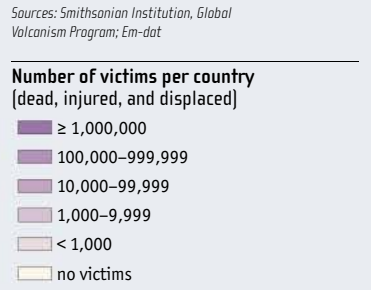 Sources: Smithsonian Institution, Global
Volcanism Program; Em-dat
Number of victims per country
(dead, injured, and displaced)
≥ 1,000,000
100,000–999,999
10,000–99,999
1,000–9,999
< 1,000
no victims